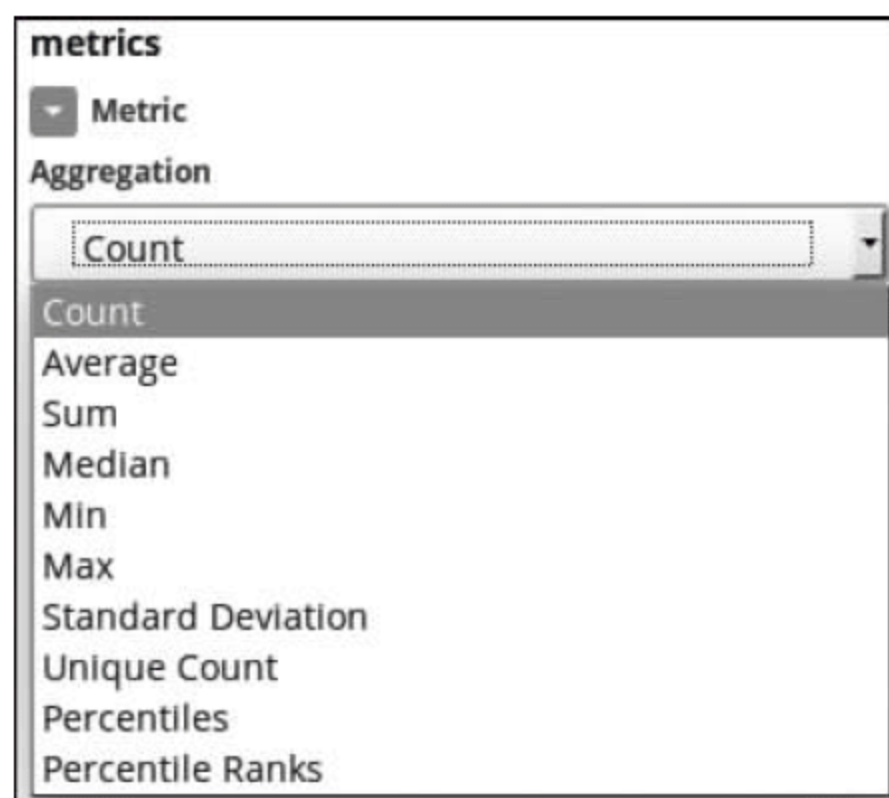 metrics
Metric
Aggregation
Count
Count
Average
Sum
Median
Min
Max
Standard Deviation
Unique Count
Percentiles
Percentile Ranks